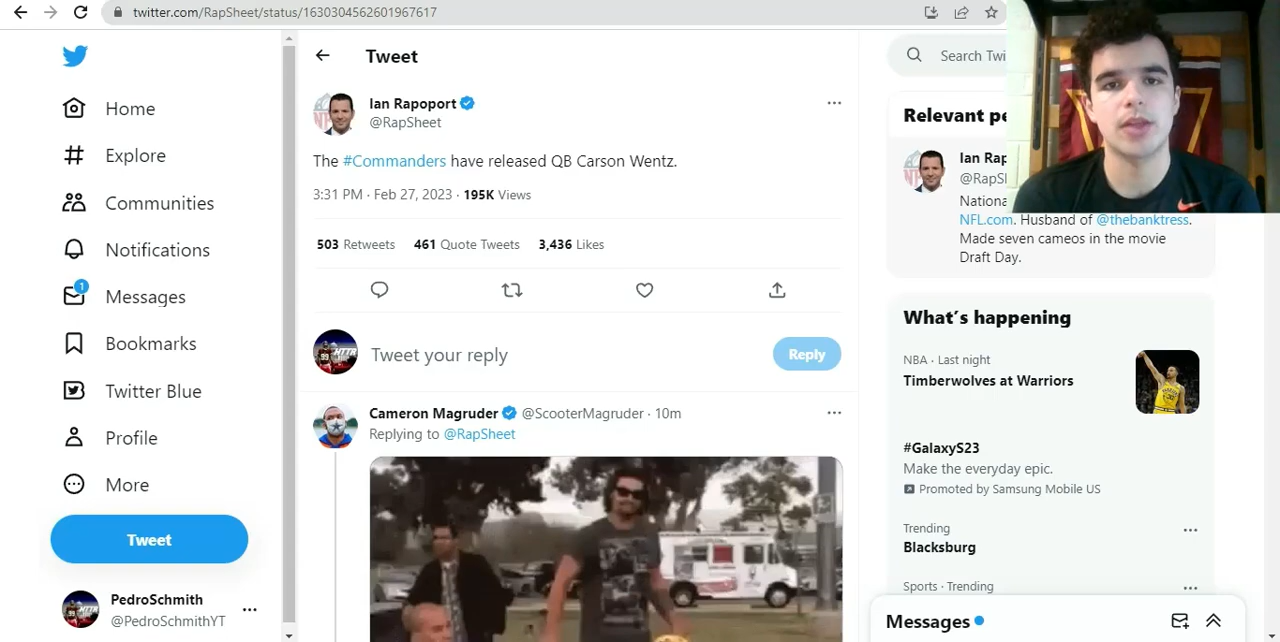 twitter.com/RapSheet/status/1630304562601967617
Home
Explore
Communities
Notifications
Messages
1
Bookmarks
Twitter Blue
Profile
More
Tweet
PedroSchmith
@PedroSchmithYT
Tweet
Ian Rapoport
@RapSheet
The #Commanders have released QB Carson Wentz.
3:31 PM · Feb 27, 2023 · 195K Views
503 Retweets 461 Quote Tweets 3,436 Likes
Tweet your reply
Reply
Cameron Magruder @ScooterMagruder · 10m
Replying to @RapSheet
Search Twi
Relevant pe
Ian Rap
@RapS
Nationa
NFL.com. Husband of @thebanktress.
Made seven cameos in the movie
Draft Day.
What's happening
NBA · Last night
Timberwolves at Warriors
#GalaxyS23
Make the everyday epic.
Promoted by Samsung Mobile US
Trending
Blacksburg
Sports · Trending
Messages